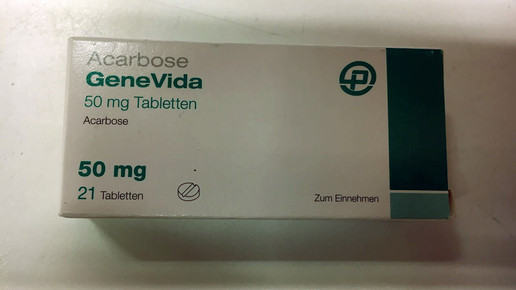 Acarbose
GeneVida
50 mg Tabletten
Acarbose
50 mg
21 Tabletten
Zum Einnehmen